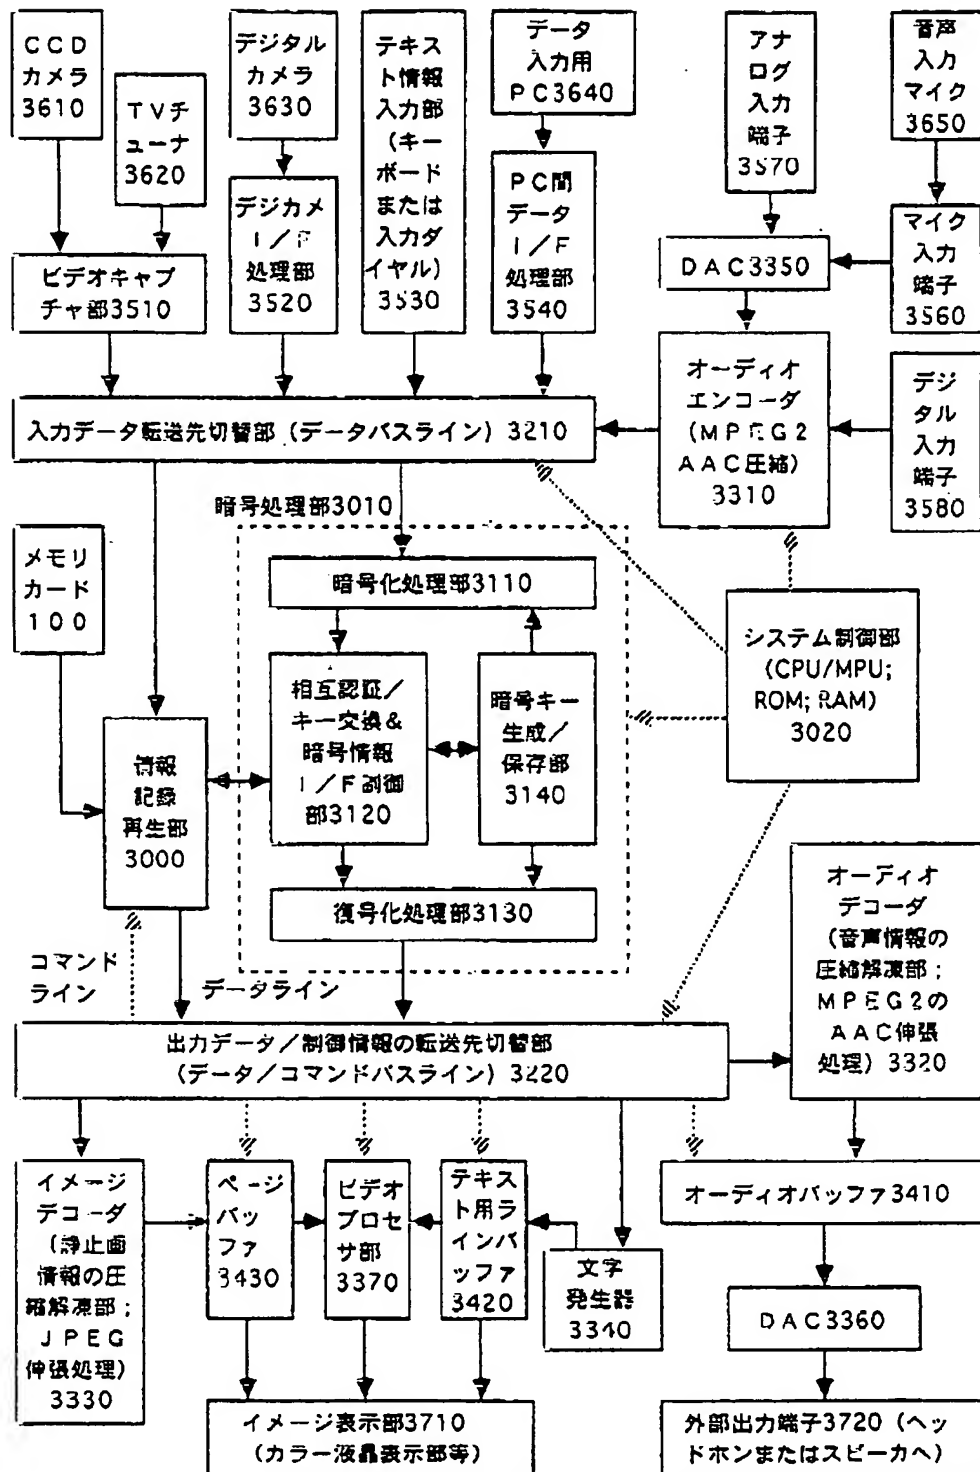 CCD
カメラ
3610
TVチ
ューナ
3620
デジタル
カメラ
3630
テキス
ト情報
入力部
(キー
ボード
または
入力ダ
イヤル)
3530
データ
入力用
PC3640
アナ
ログ
入力
端子
3570
音声
入力
マイク
3650
デジカメ
I/F
処理部
3520
PC間
データ
I/F
処理部
3540
DAC3350
マイク
入力
端子
3560
ビデオキャプ
チャ部3510
オーディオ
エンコーダ
(MPEG2
AAC圧縮)
3310
デジ
タル
入力
端子
3580
入力データ転送先切替部(データバスライン)3210
暗号処理部3010
メモリ
カード
100
暗号化処理部3110
システム制御部
(CPU/MPU;
ROM; RAM)
3020
相互認証/
キー交換&
暗号情報
I/F制御
部3120
暗号キー
生成/
保存部
3140
情報
記録
再生部
3000
復号化処理部3130
オーディオ
デコーダ
(音声情報の
圧縮解凍部;
MPEG2の
AAC伸張
処理)3320
コマンド
ライン
データライン
出力データ/制御情報の転送先切替部
(データ/コマンドバスライン)3220
イメージ
デコーダ
(静止画
情報の圧
縮解凍部;
JPEG
伸張処理)
3330
ページ
バッ
ファ
3430
ビデオ
プロセ
サ部
3370
テキス
ト用ラ
インバ
ッファ
3420
文字
発生器
3340
オーディオバッファ3410
DAC3360
イメージ表示部3710
(カラー液晶表示部等)
外部出力端子3720(ヘッ
ドホンまたはスピーカへ)